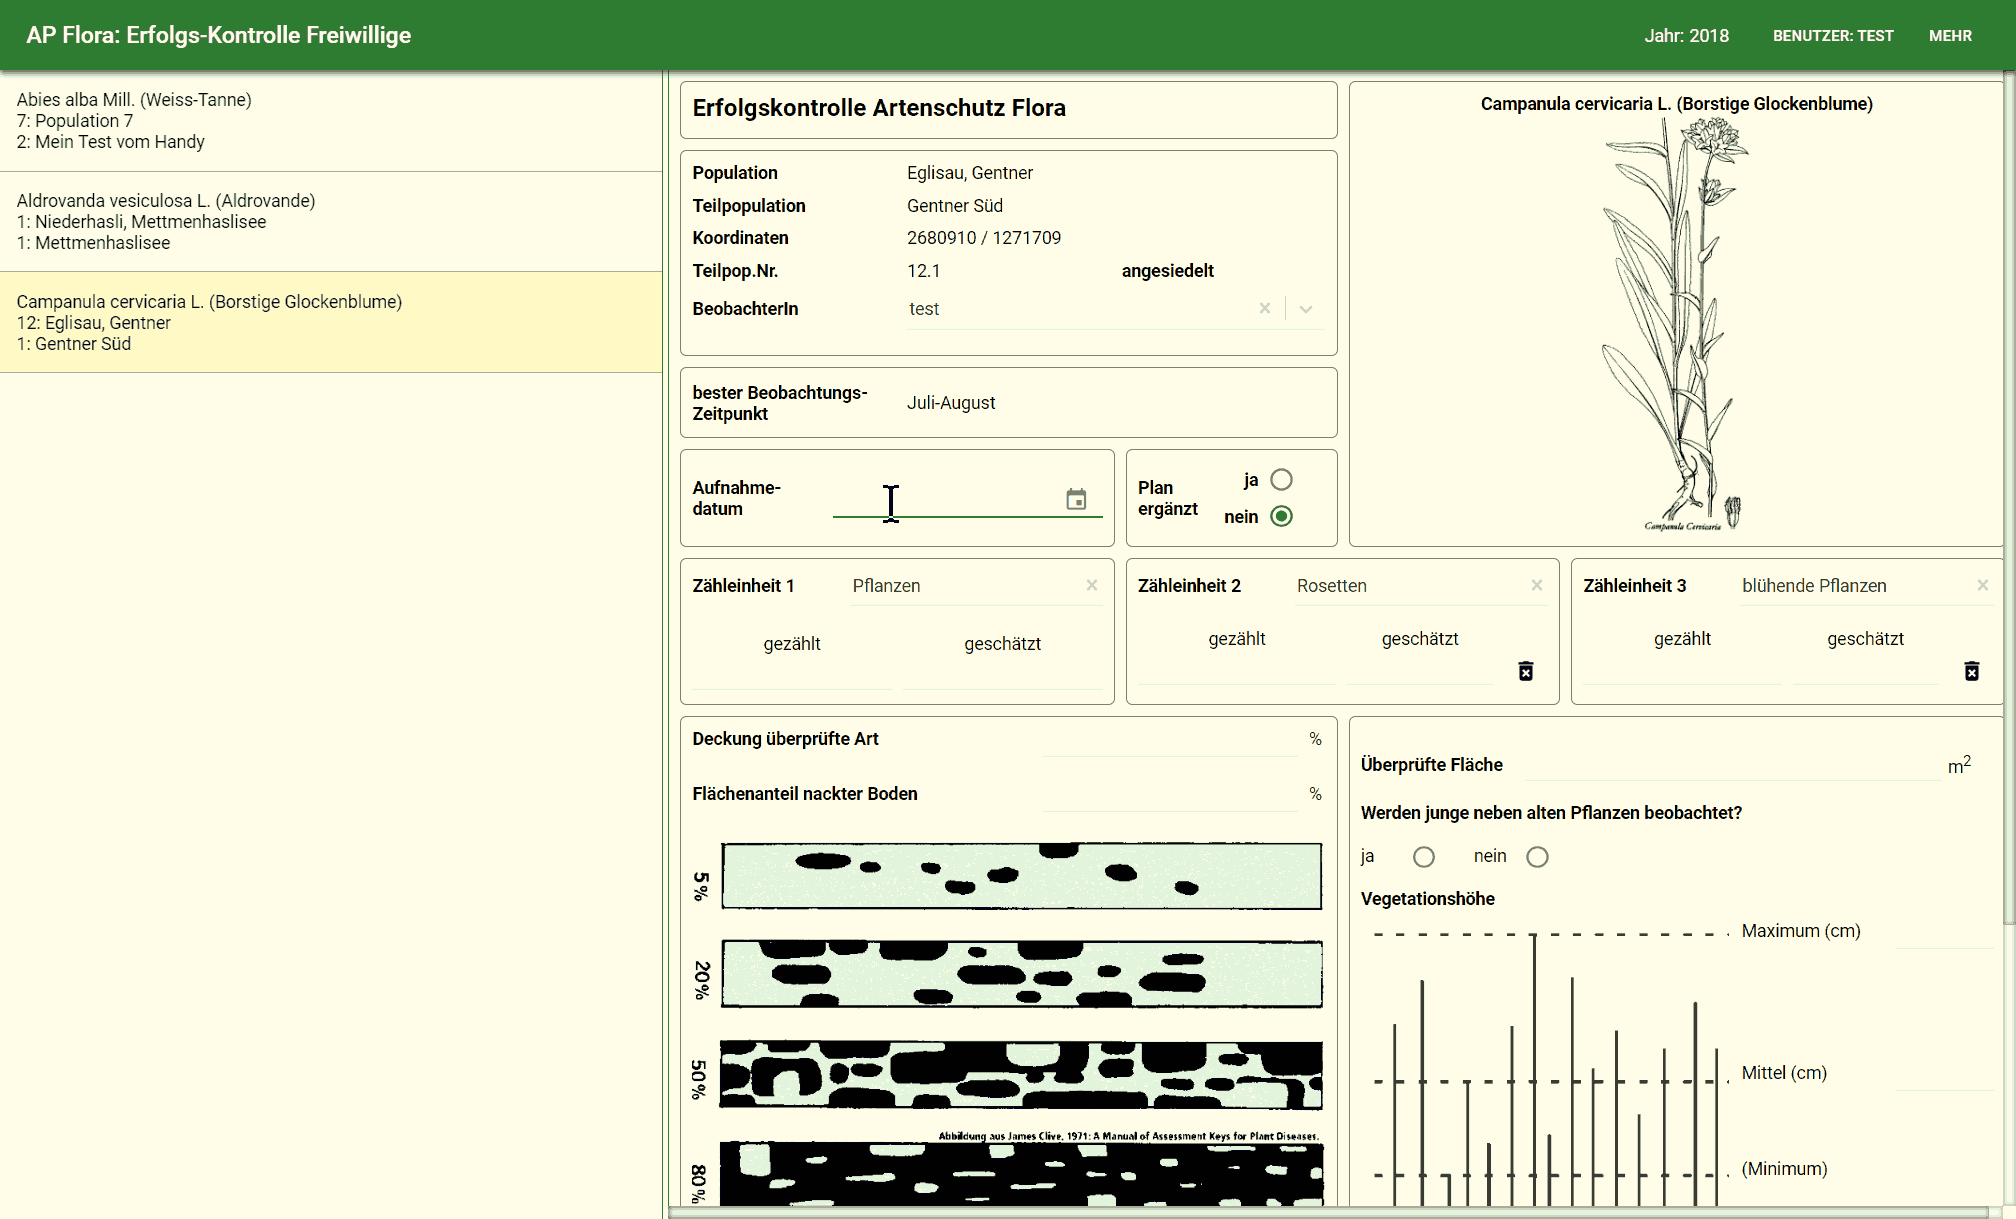 AP Flora: Erfolgs-Kontrolle Freiwillige
Jahr: 2018
BENUTZER: TEST
MEHR
Abies alba Mill. (Weiss-Tanne)
7: Population 7
2: Mein Test vom Handy
Aldrovanda vesiculosa L. (Aldrovande)
1: Niederhasli, Mettmenhaslisee
1: Mettmenhaslisee
Campanula cervicaria L. (Borstige Glockenblume)
12: Eglisau, Gentner
1: Gentner Süd
Erfolgskontrolle Artenschutz Flora
Population Eglisau, Gentner
Teilpopulation Gentner Süd
Koordinaten 2680910 / 1271709
Teilpop.Nr. 12.1 angesiedelt
BeobachterIn test
bester Beobachtungs-
Zeitpunkt
Juli-August
Aufnahme-
datum
Plan
ergänzt
ja
nein
Campanula cervicaria L. (Borstige Glockenblume)
Campanula Cervicaria
Zähleinheit 1 Pflanzen
gezählt geschätzt
Zähleinheit 2 Rosetten
gezählt geschätzt
Zähleinheit 3 blühende Pflanzen
gezählt geschätzt
Deckung überprüfte Art %
Flächenanteil nackter Boden %
5%
20%
50%
Abbildung aus James Clive, 1971: A Manual of Assessment Keys for Plant Diseases.
80%
Überprüfte Fläche m2
Werden junge neben alten Pflanzen beobachtet?
ja nein
Vegetationshöhe
Maximum (cm)
Mittel (cm)
(Minimum)